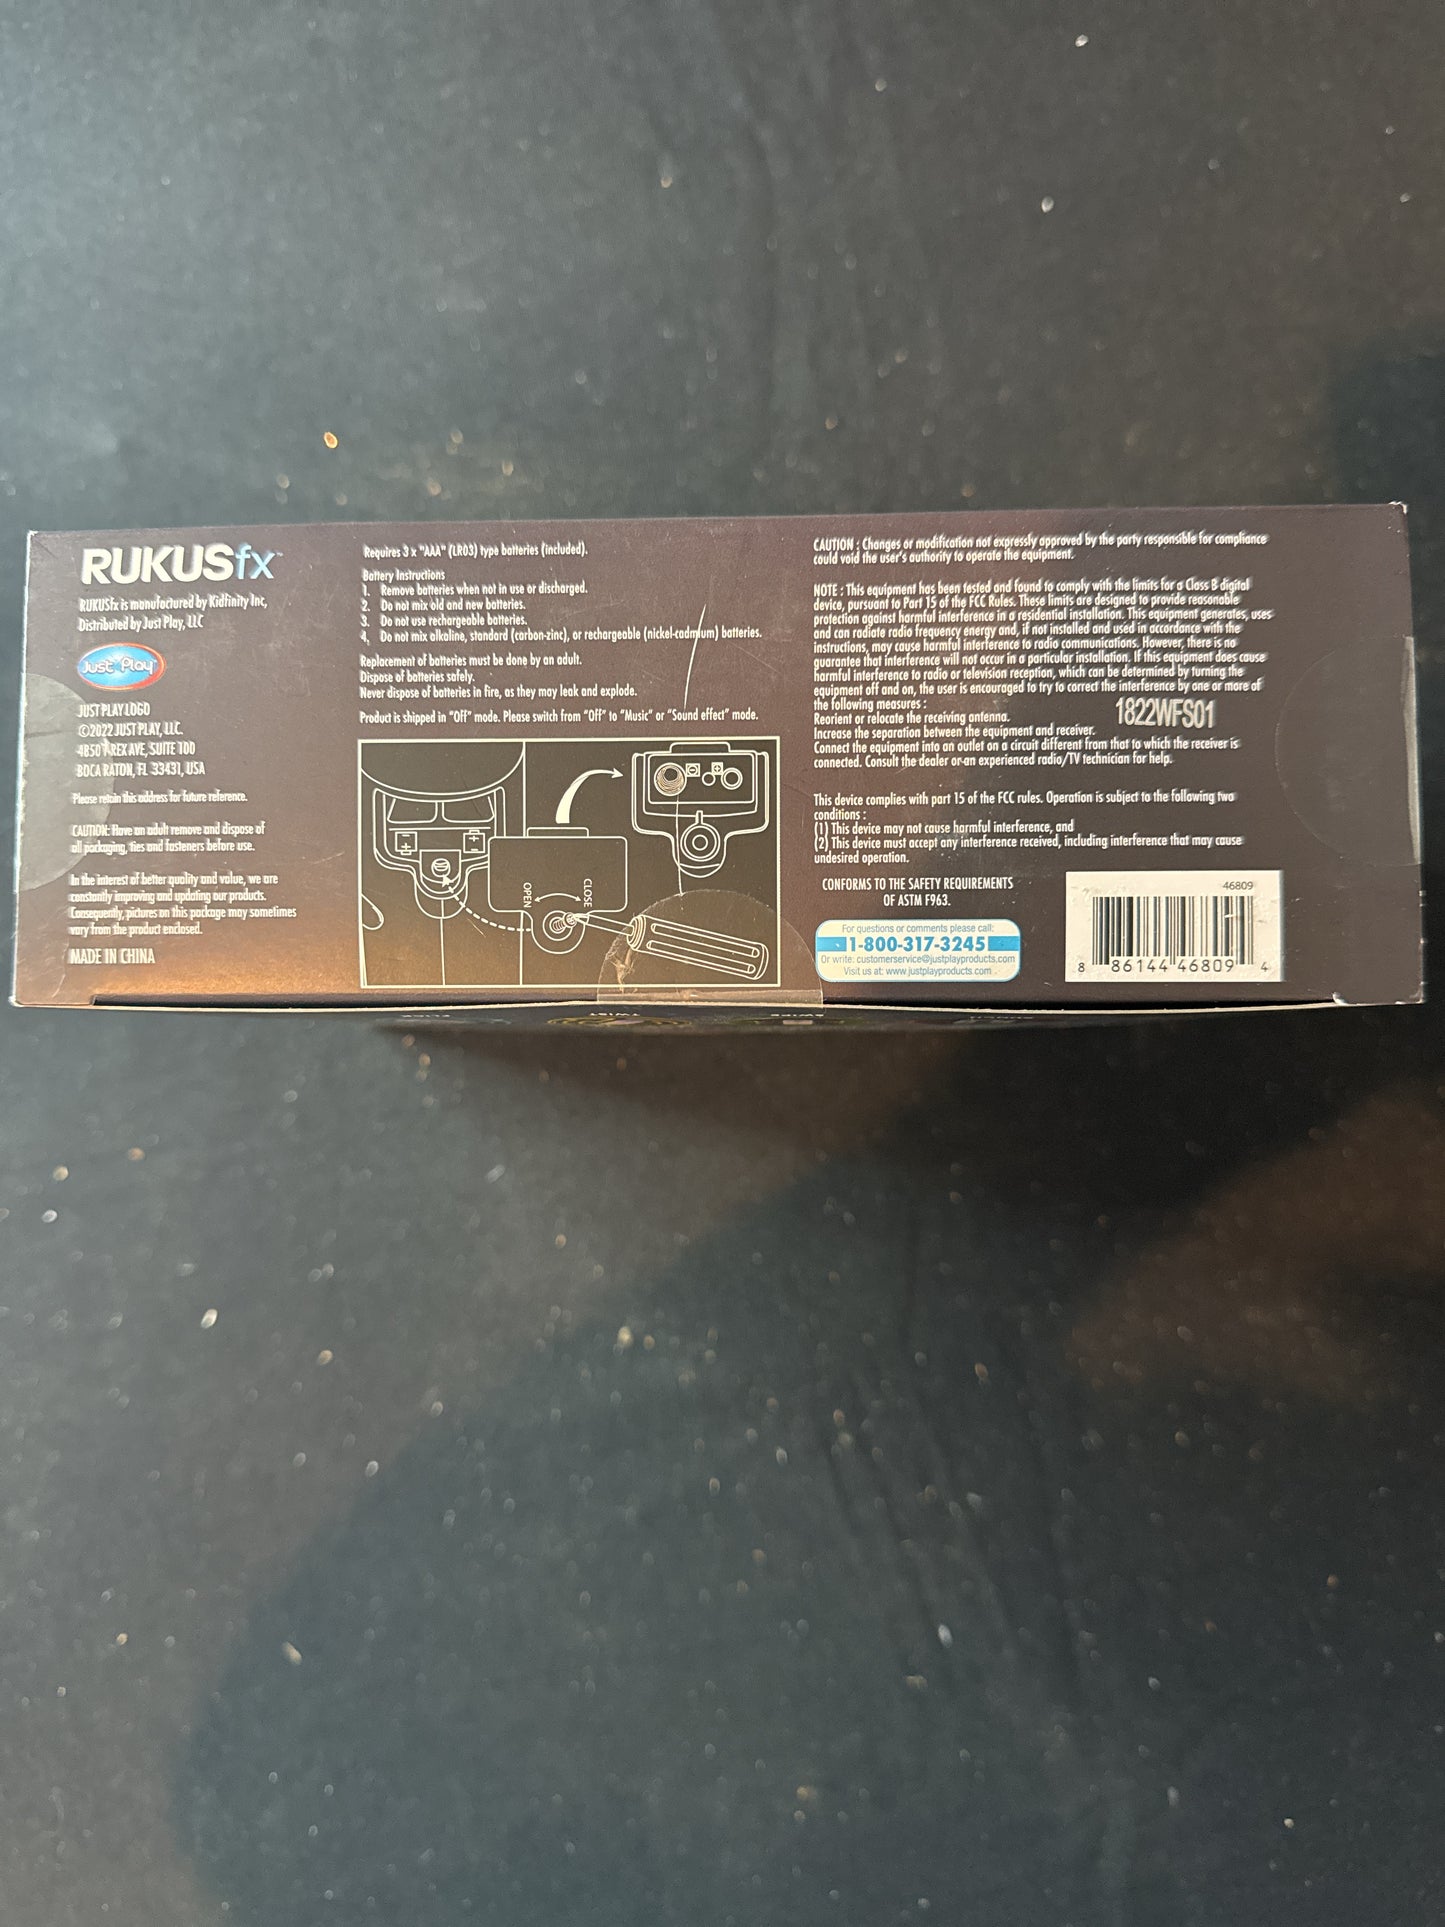 RUKUSfx™
RUKUSfx is manufactured by Kidfinity Inc,
Distributed by Just Play, LLC
Just Play
JUST PLAY LOGO
©2022 JUST PLAY, LLC.
4850 T-REX AVE, SUITE 100
BOCA RATON, FL 33431, USA
Please retain this address for future reference.
CAUTION: Have an adult remove and dispose of
all packaging, ties and fasteners before use.
In the interest of better quality and value, we are
constantly improving and updating our products.
Consequently, pictures on this package may sometimes
vary from the product enclosed.
MADE IN CHINA
Requires 3 x "AAA" (LR03) type batteries (included).
Battery Instructions
1. Remove batteries when not in use or discharged.
2. Do not mix old and new batteries.
3. Do not use rechargeable batteries.
4, Do not mix alkaline, standard (carbon-zinc), or rechargeable (nickel-cadmium) batteries.
Replacement of batteries must be done by an adult.
Dispose of batteries safely.
Never dispose of batteries in fire, as they may leak and explode.
Product is shipped in "Off" mode. Please switch from "Off" to "Music" or "Sound effect" mode.
OPEN
CLOSE
CAUTION : Changes or modification not expressly approved by the party responsible for compliance
could void the user's authority to operate the equipment.
NOTE : This equipment has been tested and found to comply with the limits for a Class B digital
device, pursuant to Part 15 of the FCC Rules. These limits are designed to provide reasonable
protection against harmful interference in a residential installation. This equipment generates, uses
and can radiate radio frequency energy and, if not installed and used in accordance with the
instructions, may cause harmful interference to radio communications. However, there is no
guarantee that interference will not occur in a particular installation. If this equipment does cause
harmful interference to radio or television reception, which can be determined by turning the
equipment off and on, the user is encouraged to try to correct the interference by one or more of
the following measures :
Reorient or relocate the receiving antenna.
Increase the separation between the equipment and receiver.
Connect the equipment into an outlet on a circuit different from that to which the receiver is
connected. Consult the dealer or an experienced radio/TV technician for help.
1822WFS01
This device complies with part 15 of the FCC rules. Operation is subject to the following two
conditions :
(1) This device may not cause harmful interference, and
(2) This device must accept any interference received, including interference that may cause
undesired operation.
CONFORMS TO THE SAFETY REQUIREMENTS
OF ASTM F963.
For questions or comments please call:
1-800-317-3245
Or write: customerservice@justplayproducts.com
Visit us at: www.justplayproducts.com
46809
8 86144 46809 4